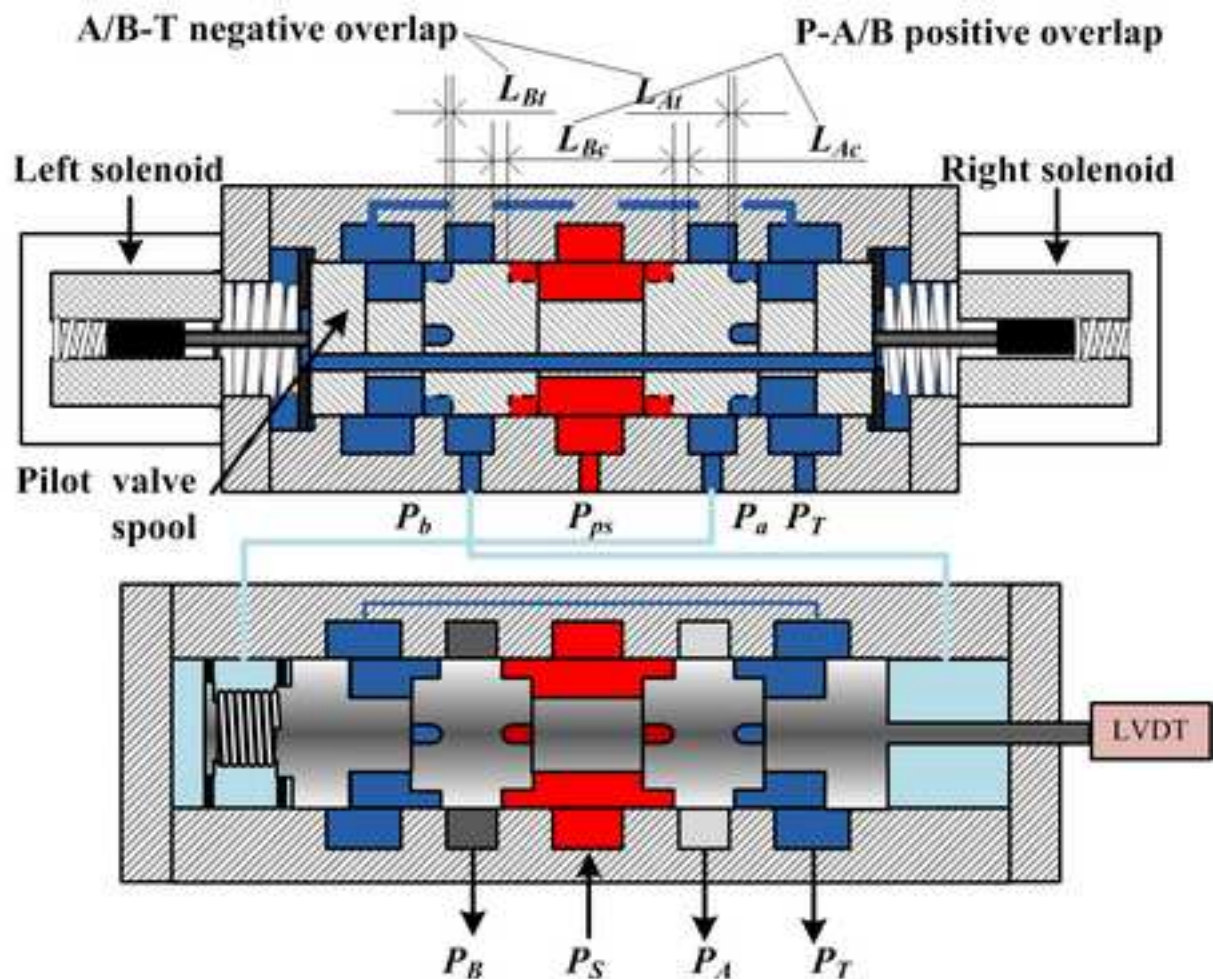 A/B-T negative overlap
P-A/B positive overlap
L_Bt
L_At
L_Bc
L_Ac
Left solenoid
Right solenoid
Pilot valve
spool
P_b
P_ps
P_a
P_T
LVDT
P_B
P_S
P_A
P_T